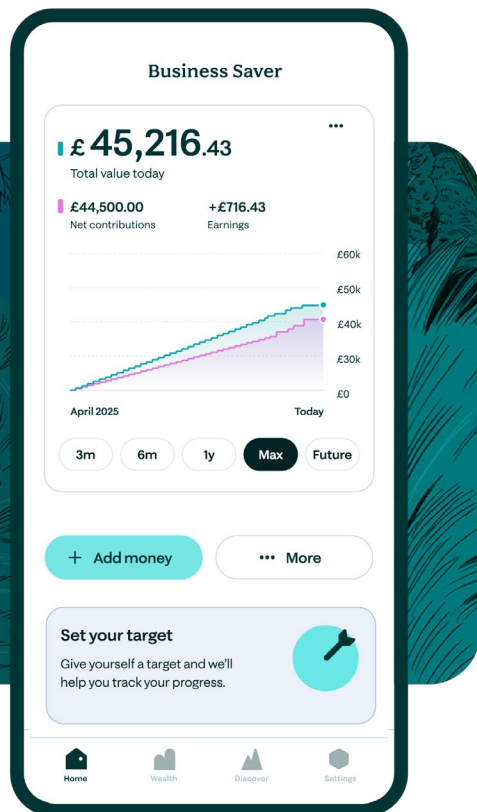 Business Saver
£45,216.43
Total value today
£44,500.00 +£716.43
Net contributions Earnings
£60k
£50k
£40k
£30k
£0
April 2025 Today
3m 6m 1y Max Future
+ Add money ••• More
Set your target
Give yourself a target and we’ll
help you track your progress.
Home Wealth Discover Settings